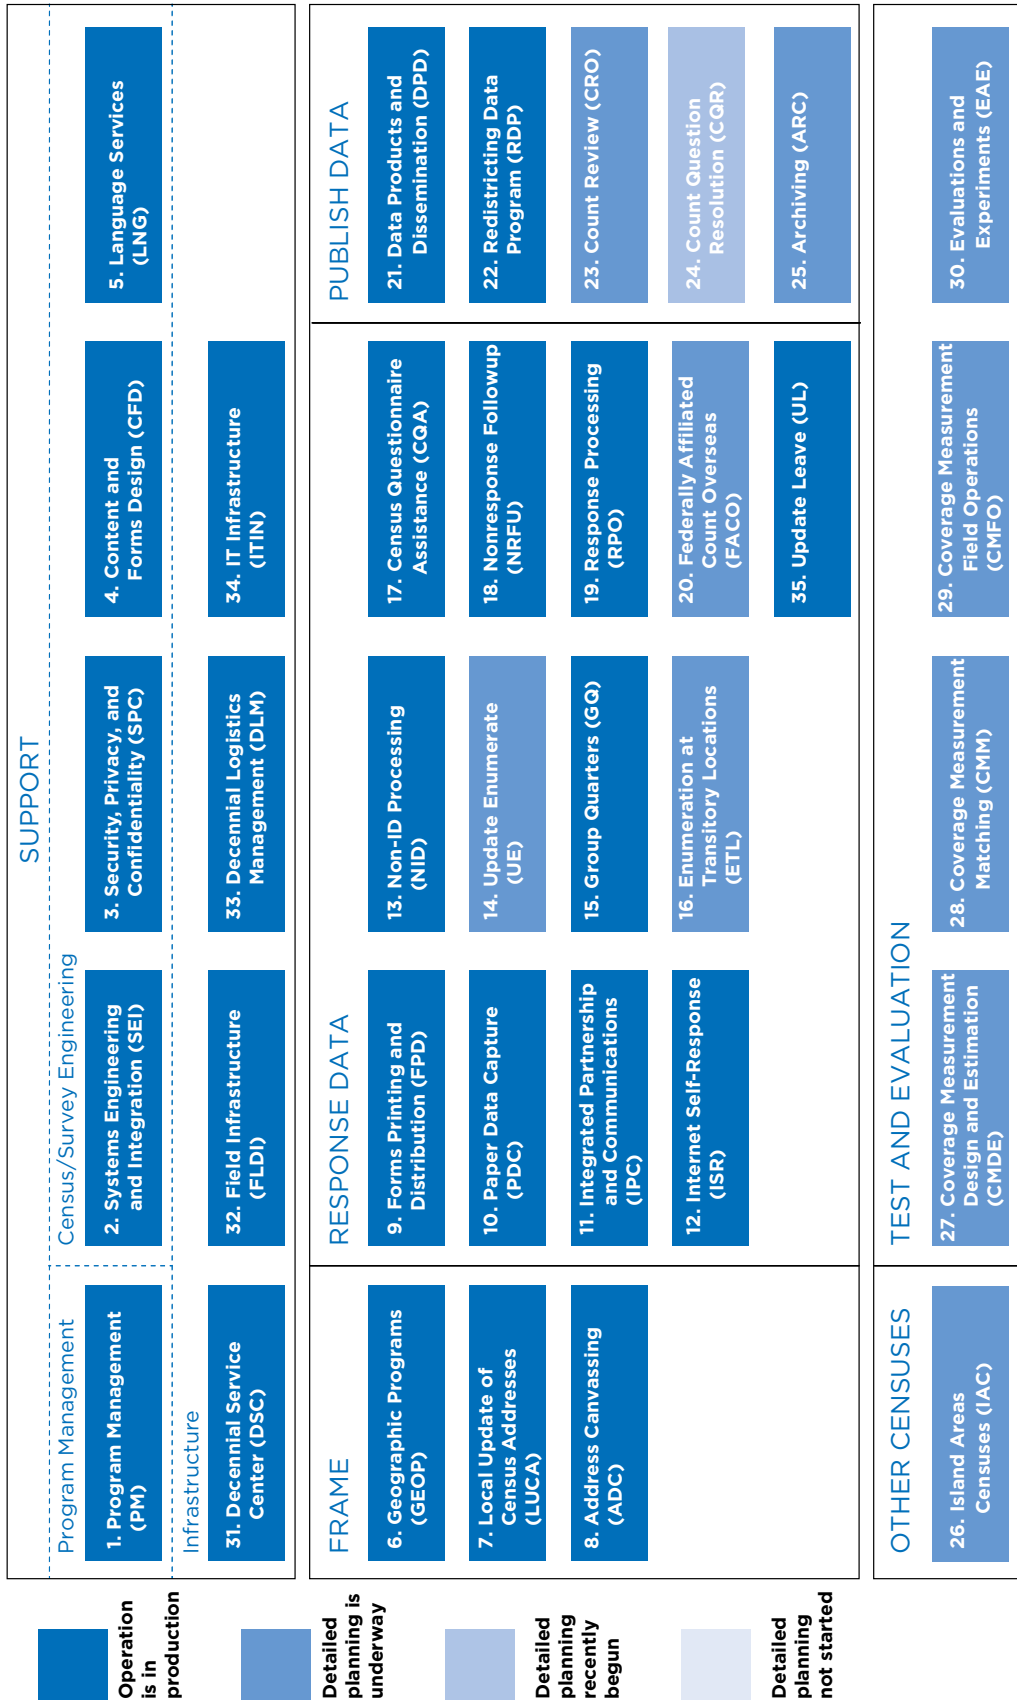 SUPPORT
Program Management
Census/Survey Engineering
1. Program Management
(PM)
2. Systems Engineering
and Integration (SEI)
3. Security, Privacy, and
Confidentiality (SPC)
4. Content and
Forms Design (CFD)
5. Language Services
(LNG)
Infrastructure
31. Decennial Service
Center (DSC)
32. Field Infrastructure
(FLDI)
33. Decennial Logistics
Management (DLM)
34. IT Infrastructure
(ITIN)
FRAME
6. Geographic Programs
(GEOP)
7. Local Update of
Census Addresses
(LUCA)
8. Address Canvassing
(ADC)
RESPONSE DATA
9. Forms Printing and
Distribution (FPD)
10. Paper Data Capture
(PDC)
11. Integrated Partnership
and Communications
(IPC)
12. Internet Self-Response
(ISR)
13. Non-ID Processing
(NID)
14. Update Enumerate
(UE)
15. Group Quarters (GQ)
16. Enumeration at
Transitory Locations
(ETL)
17. Census Questionnaire
Assistance (CQA)
18. Nonresponse Followup
(NRFU)
19. Response Processing
(RPO)
20. Federally Affiliated
Count Overseas
(FACO)
35. Update Leave (UL)
PUBLISH DATA
21. Data Products and
Dissemination (DPD)
22. Redistricting Data
Program (RDP)
23. Count Review (CRO)
24. Count Question
Resolution (CQR)
25. Archiving (ARC)
OTHER CENSUSES
26. Island Areas
Censuses (IAC)
TEST AND EVALUATION
27. Coverage Measurement
Design and Estimation
(CMDE)
28. Coverage Measurement
Matching (CMM)
29. Coverage Measurement
Field Operations
(CMFO)
30. Evaluations and
Experiments (EAE)
Operation
is in
production
Detailed
planning is
underway
Detailed
planning
recently
begun
Detailed
planning
not started